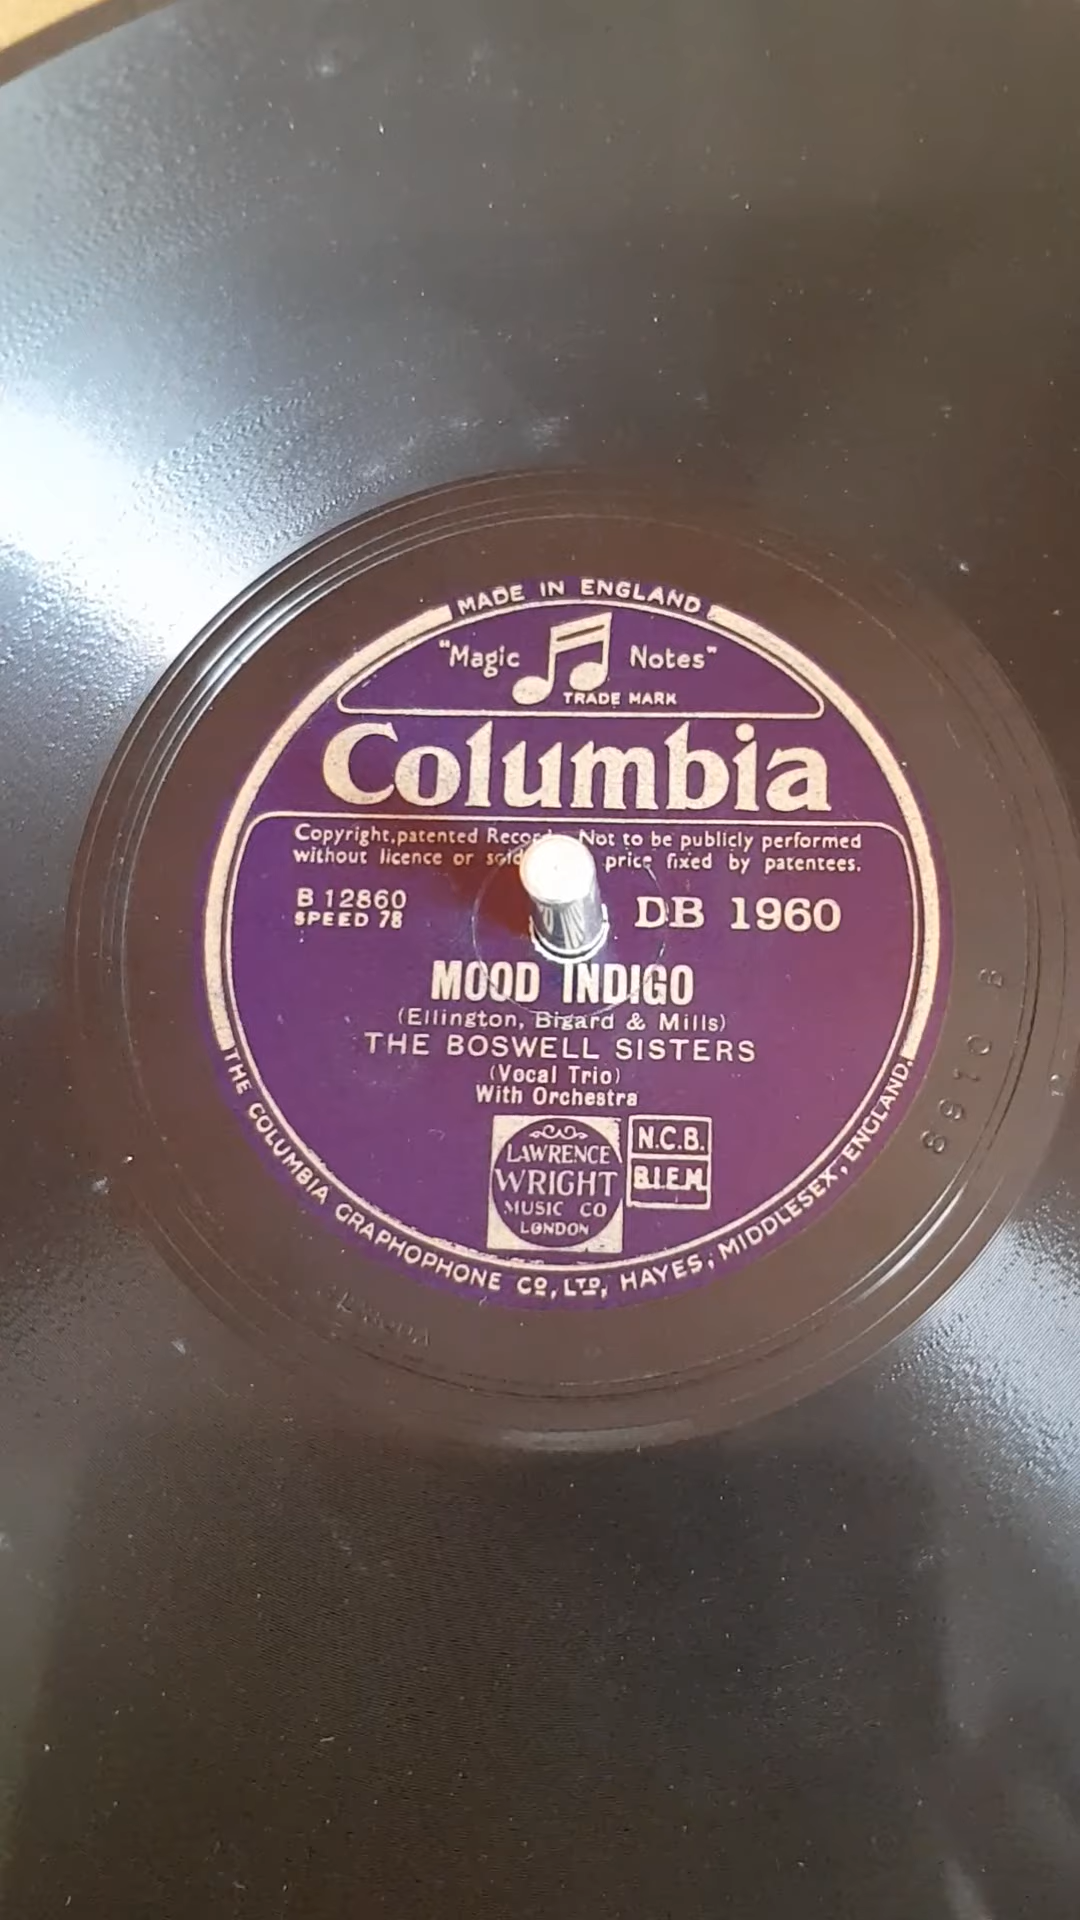 MADE IN ENGLAND
"Magic Notes"
TRADE MARK
Columbia
Copyright, patented Not to be publicly performed
without licence or price fixed by patentees.
B 12860
SPEED 78
DB 1960
MOOD INDIGO
(Ellington, Bigard & Mills)
THE BOSWELL SISTERS
(Vocal Trio)
With Orchestra
LAWRENCE
WRIGHT
MUSIC CO
LONDON
N.C.B.
B.I.E.M.
THE COLUMBIA GRAPHOPHONE CO., LTD, HAYES, MIDDLESEX, ENGLAND.